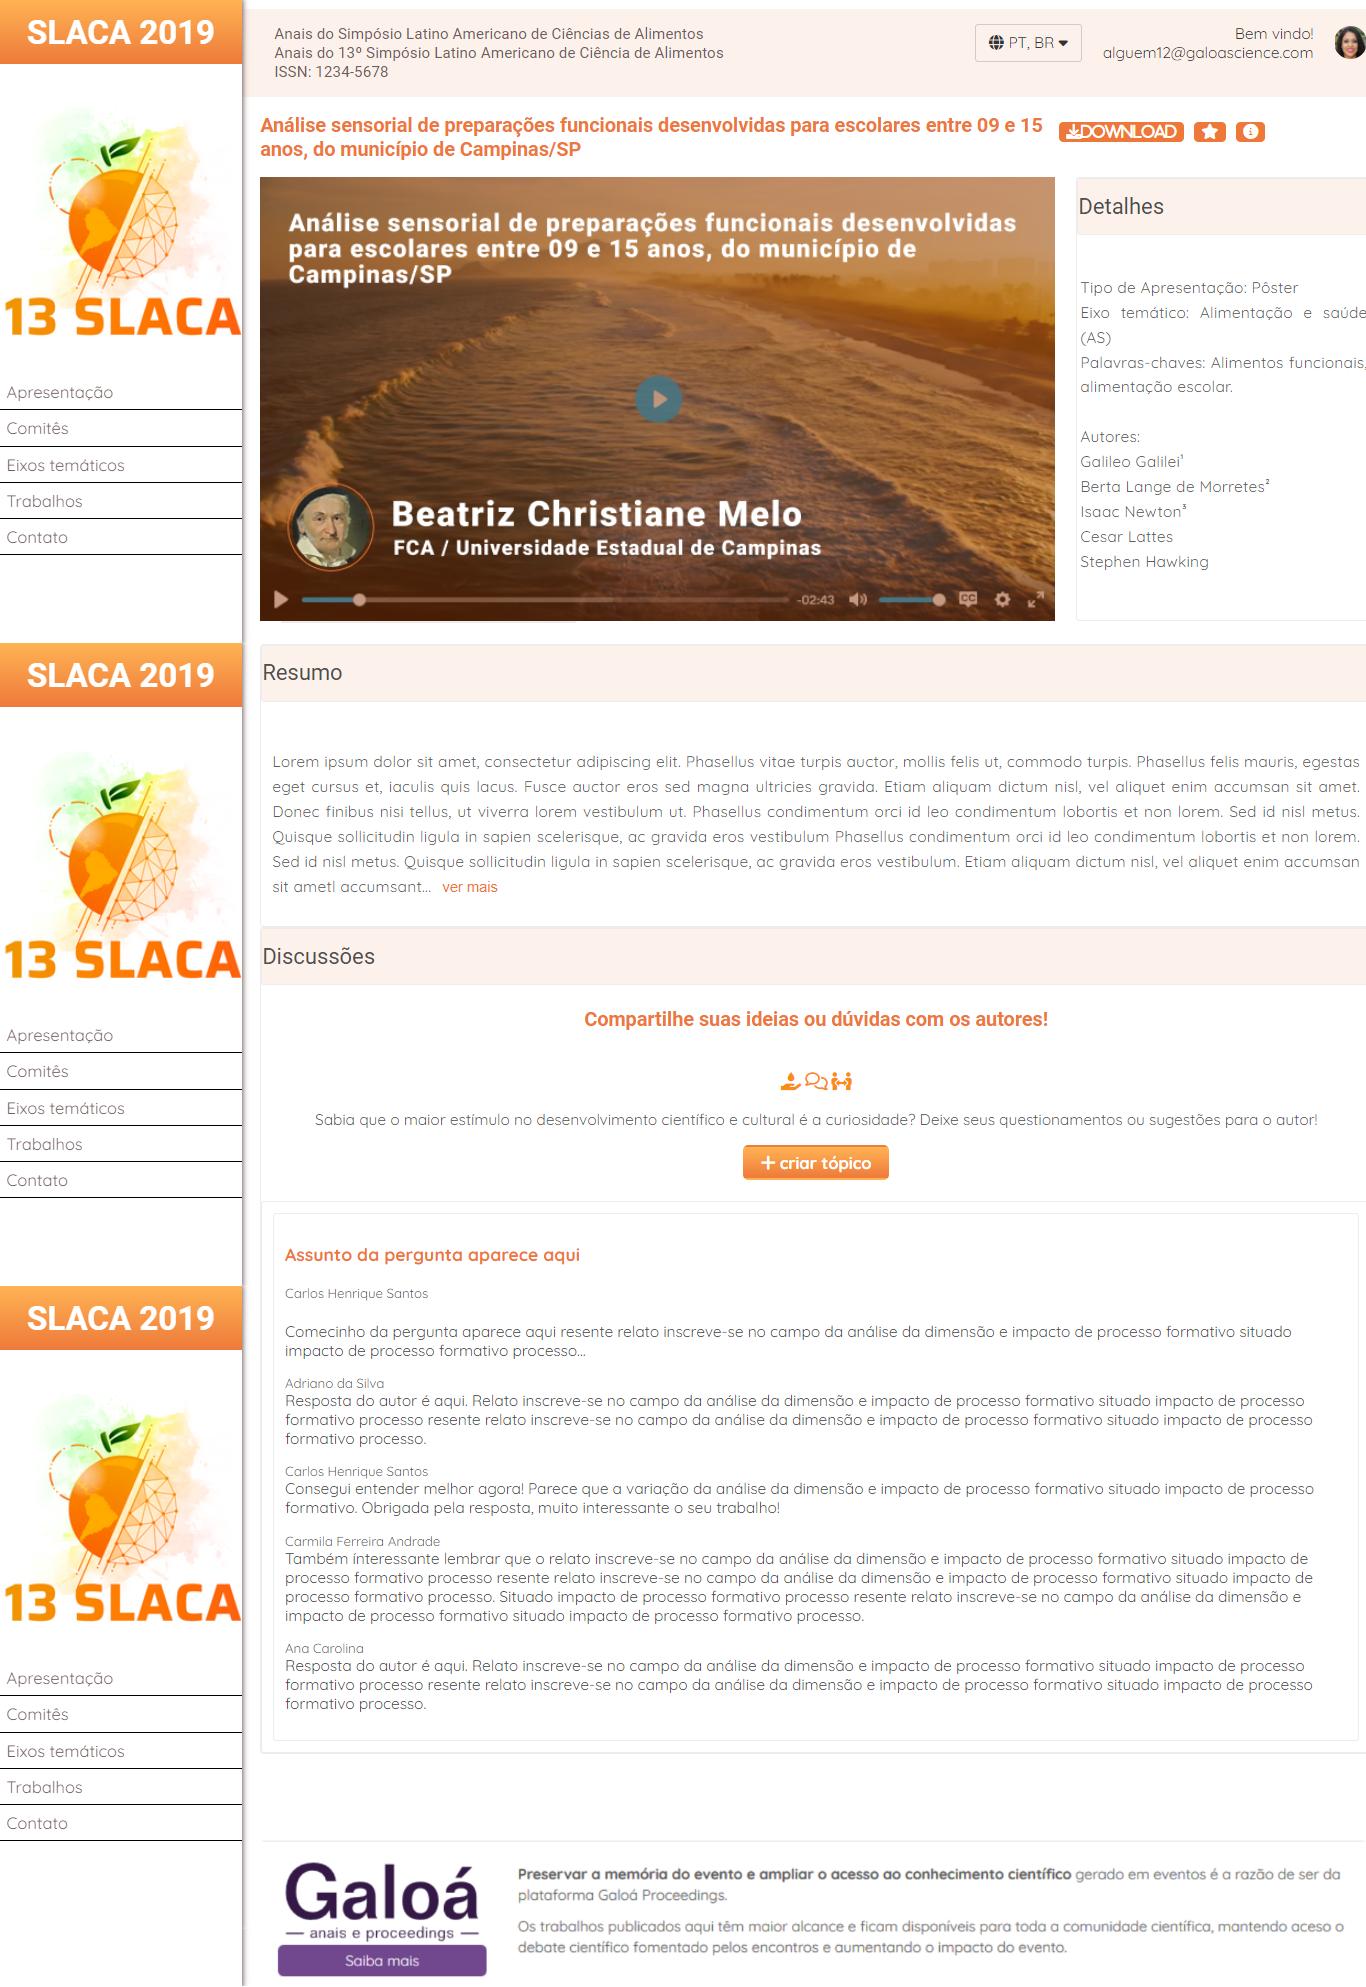 SLACA 2019
13 SLACA
Apresentação
Comitês
Eixos temáticos
Trabalhos
Contato
SLACA 2019
13 SLACA
Apresentação
Comitês
Eixos temáticos
Trabalhos
Contato
SLACA 2019
13 SLACA
Apresentação
Comitês
Eixos temáticos
Trabalhos
Contato
Anais do Simpósio Latino Americano de Ciências de Alimentos
Anais do 13º Simpósio Latino Americano de Ciência de Alimentos
ISSN: 1234-5678
PT, BR
Bem vindo!
alguem12@galoascience.com
Análise sensorial de preparações funcionais desenvolvidas para escolares entre 09 e 15
anos, do município de Campinas/SP
DOWNLOAD
Análise sensorial de preparações funcionais desenvolvidas
para escolares entre 09 e 15 anos, do município de
Campinas/SP
Beatriz Christiane Melo
FCA / Universidade Estadual de Campinas
-02:43
CC
Detalhes
Tipo de Apresentação: Pôster
Eixo temático: Alimentação e saúde
(AS)
Palavras-chaves: Alimentos funcionais,
alimentação escolar.
Autores:
Galileo Galilei¹
Berta Lange de Morretes²
Isaac Newton³
Cesar Lattes
Stephen Hawking
Resumo
Lorem ipsum dolor sit amet, consectetur adipiscing elit. Phasellus vitae turpis auctor, mollis felis ut, commodo turpis. Phasellus felis mauris, egestas
eget cursus et, iaculis quis lacus. Fusce auctor eros sed magna ultricies gravida. Etiam aliquam dictum nisl, vel aliquet enim accumsan sit amet.
Donec finibus nisi tellus, ut viverra lorem vestibulum ut. Phasellus condimentum orci id leo condimentum lobortis et non lorem. Sed id nisl metus.
Quisque sollicitudin ligula in sapien scelerisque, ac gravida eros vestibulum Phasellus condimentum orci id leo condimentum lobortis et non lorem.
Sed id nisl metus. Quisque sollicitudin ligula in sapien scelerisque, ac gravida eros vestibulum. Etiam aliquam dictum nisl, vel aliquet enim accumsan
sit ametl accumsant... ver mais
Discussões
Compartilhe suas ideias ou dúvidas com os autores!
Sabia que o maior estímulo no desenvolvimento científico e cultural é a curiosidade? Deixe seus questionamentos ou sugestões para o autor!
+ criar tópico
Assunto da pergunta aparece aqui
Carlos Henrique Santos
Comecinho da pergunta aparece aqui resente relato inscreve-se no campo da análise da dimensão e impacto de processo formativo situado
impacto de processo formativo processo...
Adriano da Silva
Resposta do autor é aqui. Relato inscreve-se no campo da análise da dimensão e impacto de processo formativo situado impacto de processo
formativo processo resente relato inscreve-se no campo da análise da dimensão e impacto de processo formativo situado impacto de processo
formativo processo.
Carlos Henrique Santos
Consegui entender melhor agora! Parece que a variação da análise da dimensão e impacto de processo formativo situado impacto de processo
formativo. Obrigada pela resposta, muito interessante o seu trabalho!
Carmila Ferreira Andrade
Também ínteressante lembrar que o relato inscreve-se no campo da análise da dimensão e impacto de processo formativo situado impacto de
processo formativo processo resente relato inscreve-se no campo da análise da dimensão e impacto de processo formativo situado impacto de
processo formativo processo. Situado impacto de processo formativo processo resente relato inscreve-se no campo da análise da dimensão e
impacto de processo formativo situado impacto de processo formativo processo.
Ana Carolina
Resposta do autor é aqui. Relato inscreve-se no campo da análise da dimensão e impacto de processo formativo situado impacto de processo
formativo processo resente relato inscreve-se no campo da análise da dimensão e impacto de processo formativo situado impacto de processo
formativo processo.
Galoá
anais e proceedings
Saiba mais
Preservar a memória do evento e ampliar o acesso ao conhecimento científico gerado em eventos é a razão de ser da
plataforma Galoá Proceedings.
Os trabalhos publicados aqui têm maior alcance e ficam disponíveis para toda a comunidade científica, mantendo aceso o
debate científico fomentado pelos encontros e aumentando o impacto do evento.